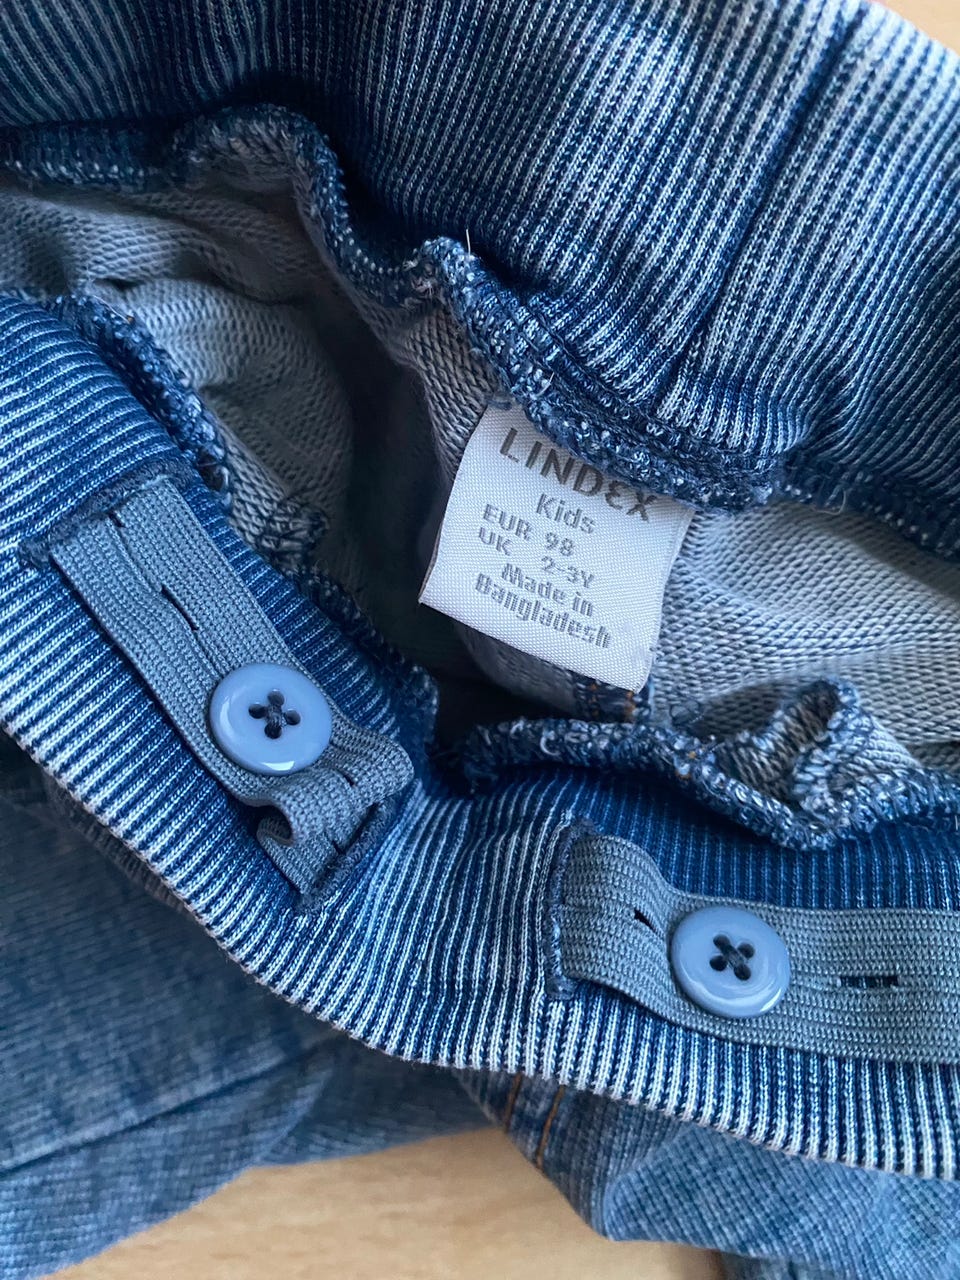 LINDEX
Kids
EUR 98
UK 2-3Y
Made in
Bangladesh